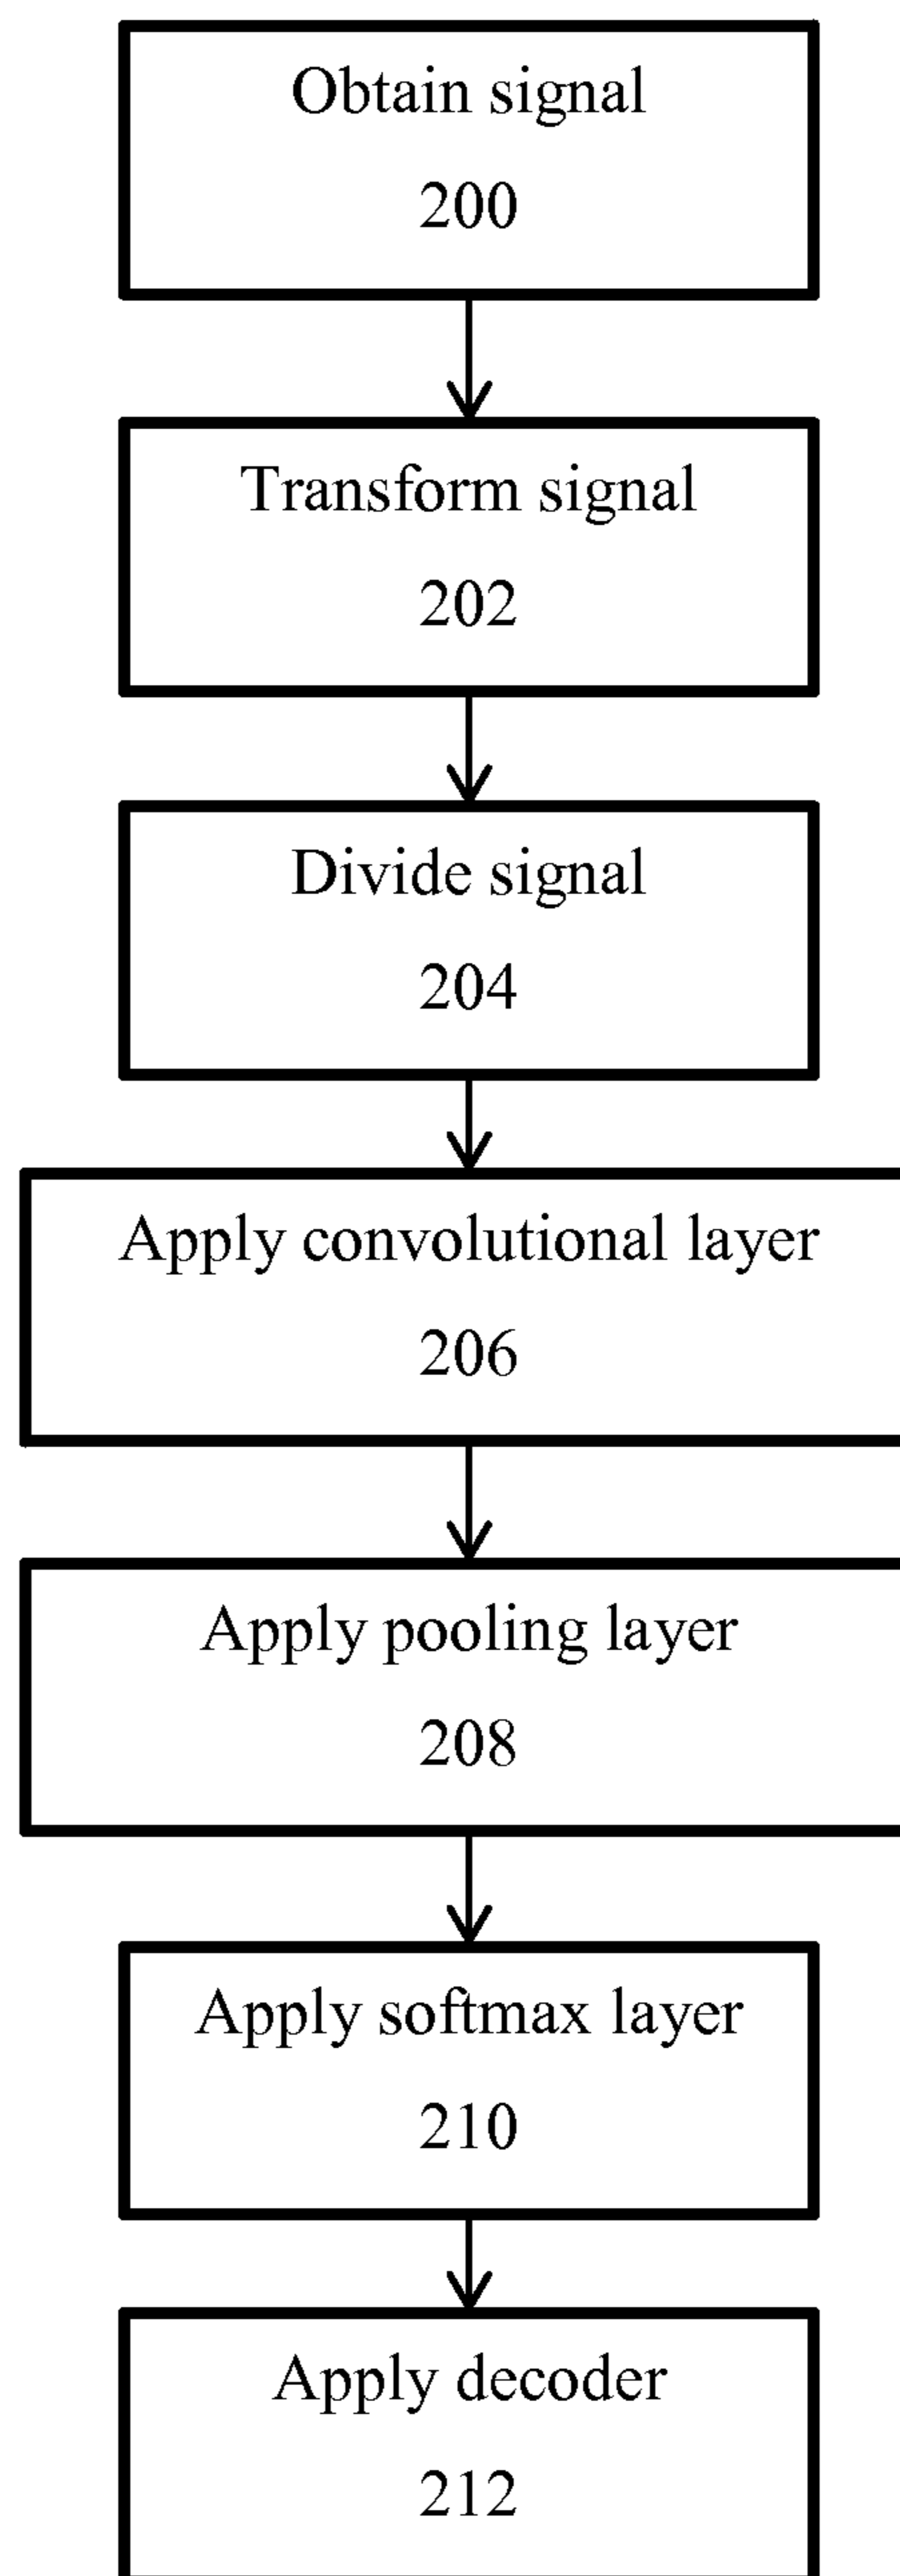 Obtain signal
200
Transform signal
202
Divide signal
204
Apply convolutional layer
206
Apply pooling layer
208
Apply softmax layer
210
Apply decoder
212